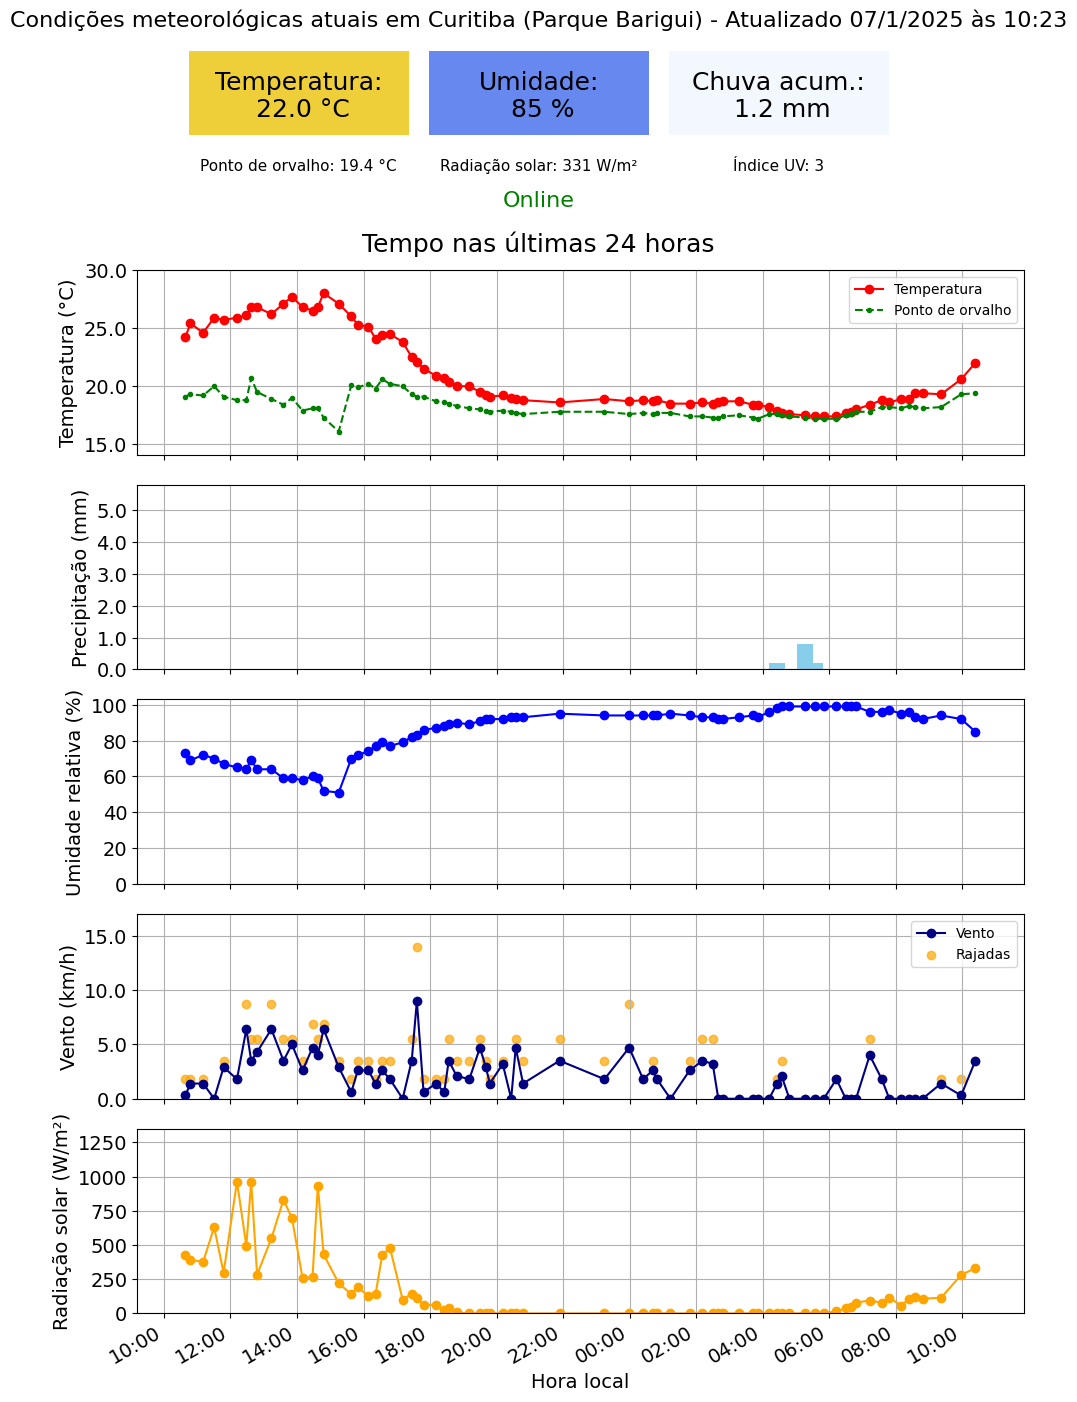 Condições meteorológicas atuais em Curitiba (Parque Barigui) - Atualizado 07/1/2025 às 10:23
Temperatura:
22.0 °C
Umidade:
85 %
Chuva acum.:
1.2 mm
Ponto de orvalho: 19.4 °C
Radiação solar: 331 W/m²
Índice UV: 3
Online
Tempo nas últimas 24 horas
Temperatura (°C)
30.0
25.0
20.0
15.0
Temperatura
Ponto de orvalho
Precipitação (mm)
5.0
4.0
3.0
2.0
1.0
0.0
Umidade relativa (%)
100
80
60
40
20
0
Vento (km/h)
15.0
10.0
5.0
0.0
Vento
Rajadas
Radiação solar (W/m²)
1250
1000
750
500
250
0
10:00
12:00
14:00
16:00
18:00
20:00
22:00
00:00
02:00
04:00
06:00
08:00
10:00
Hora local